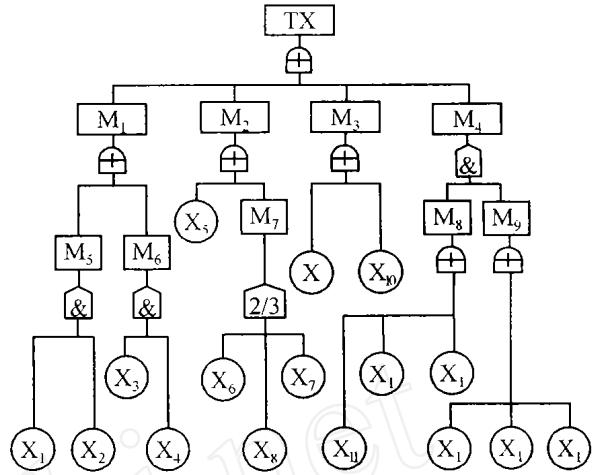 TX
+
M₁ M₂ M₃ M₄
+ + + &
X₅ M₇ M₈ M₉
M₅ M₆ X X₁₀
& & 2/3 + +
X₃ X₆ X₇ X₁ X₁
X₁ X₂ X₄ X₈ X₁₁ X₁ X₁ X₁